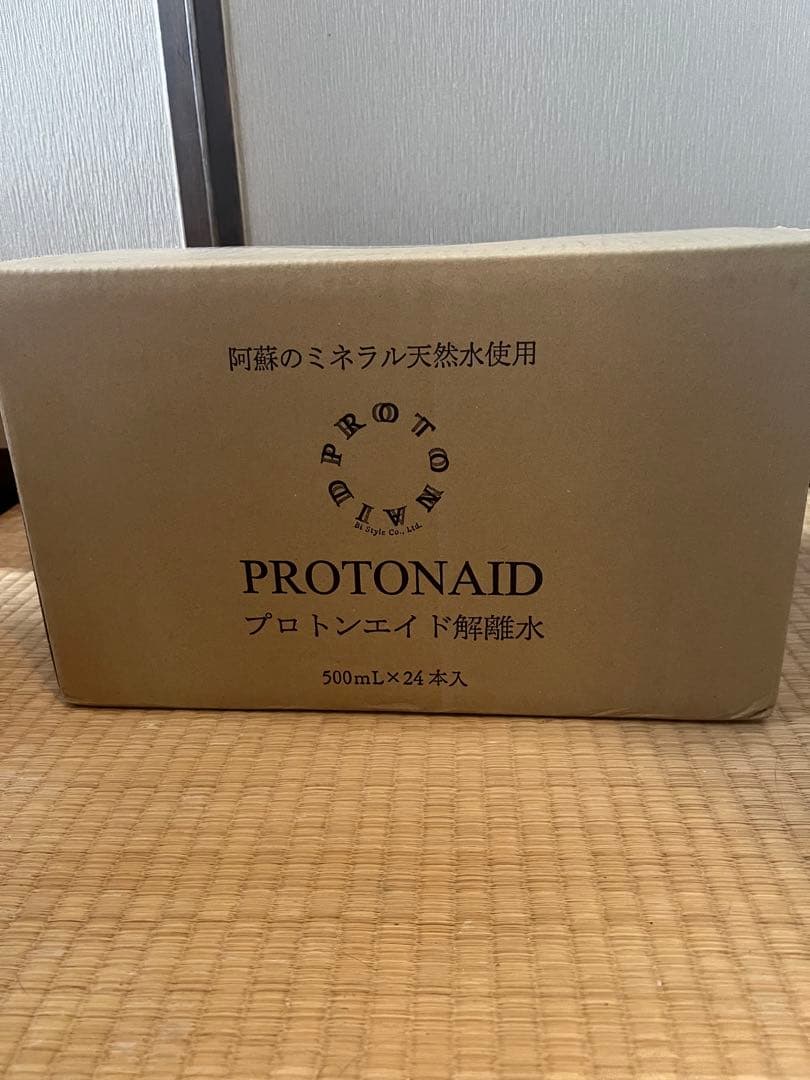 阿蘇のミネラル天然水使用
PROTONAID
Bi Style Co., Ltd.
PROTONAID
プロトンエイド解離水
500mL×24本入